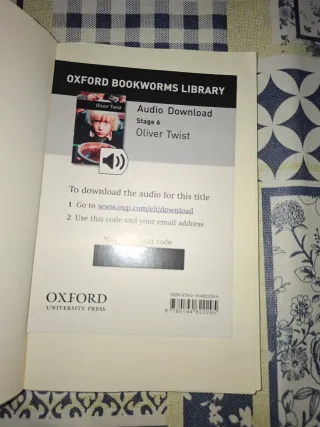 OXFORD BOOKWORMS LIBRARY
Oliver Twist
Audio Download
Stage 6
Oliver Twist
To download the audio for this title
1 Go to www.oup.com/elt/download
2 Use this code and your email address
code
OXFORD
UNIVERSITY PRESS